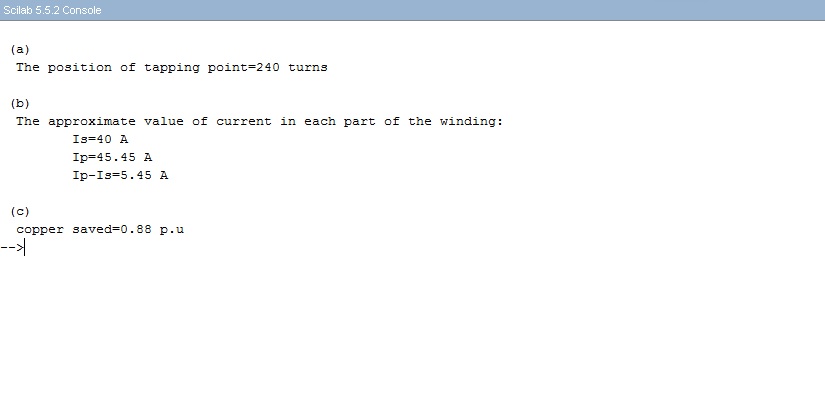 Scilab 5.5.2 Console
(a)
The position of tapping point=240 turns
(b)
The approximate value of current in each part of the winding:
Is=40 A
Ip=45.45 A
Ip-Is=5.45 A
(c)
copper saved=0.88 p.u
-->